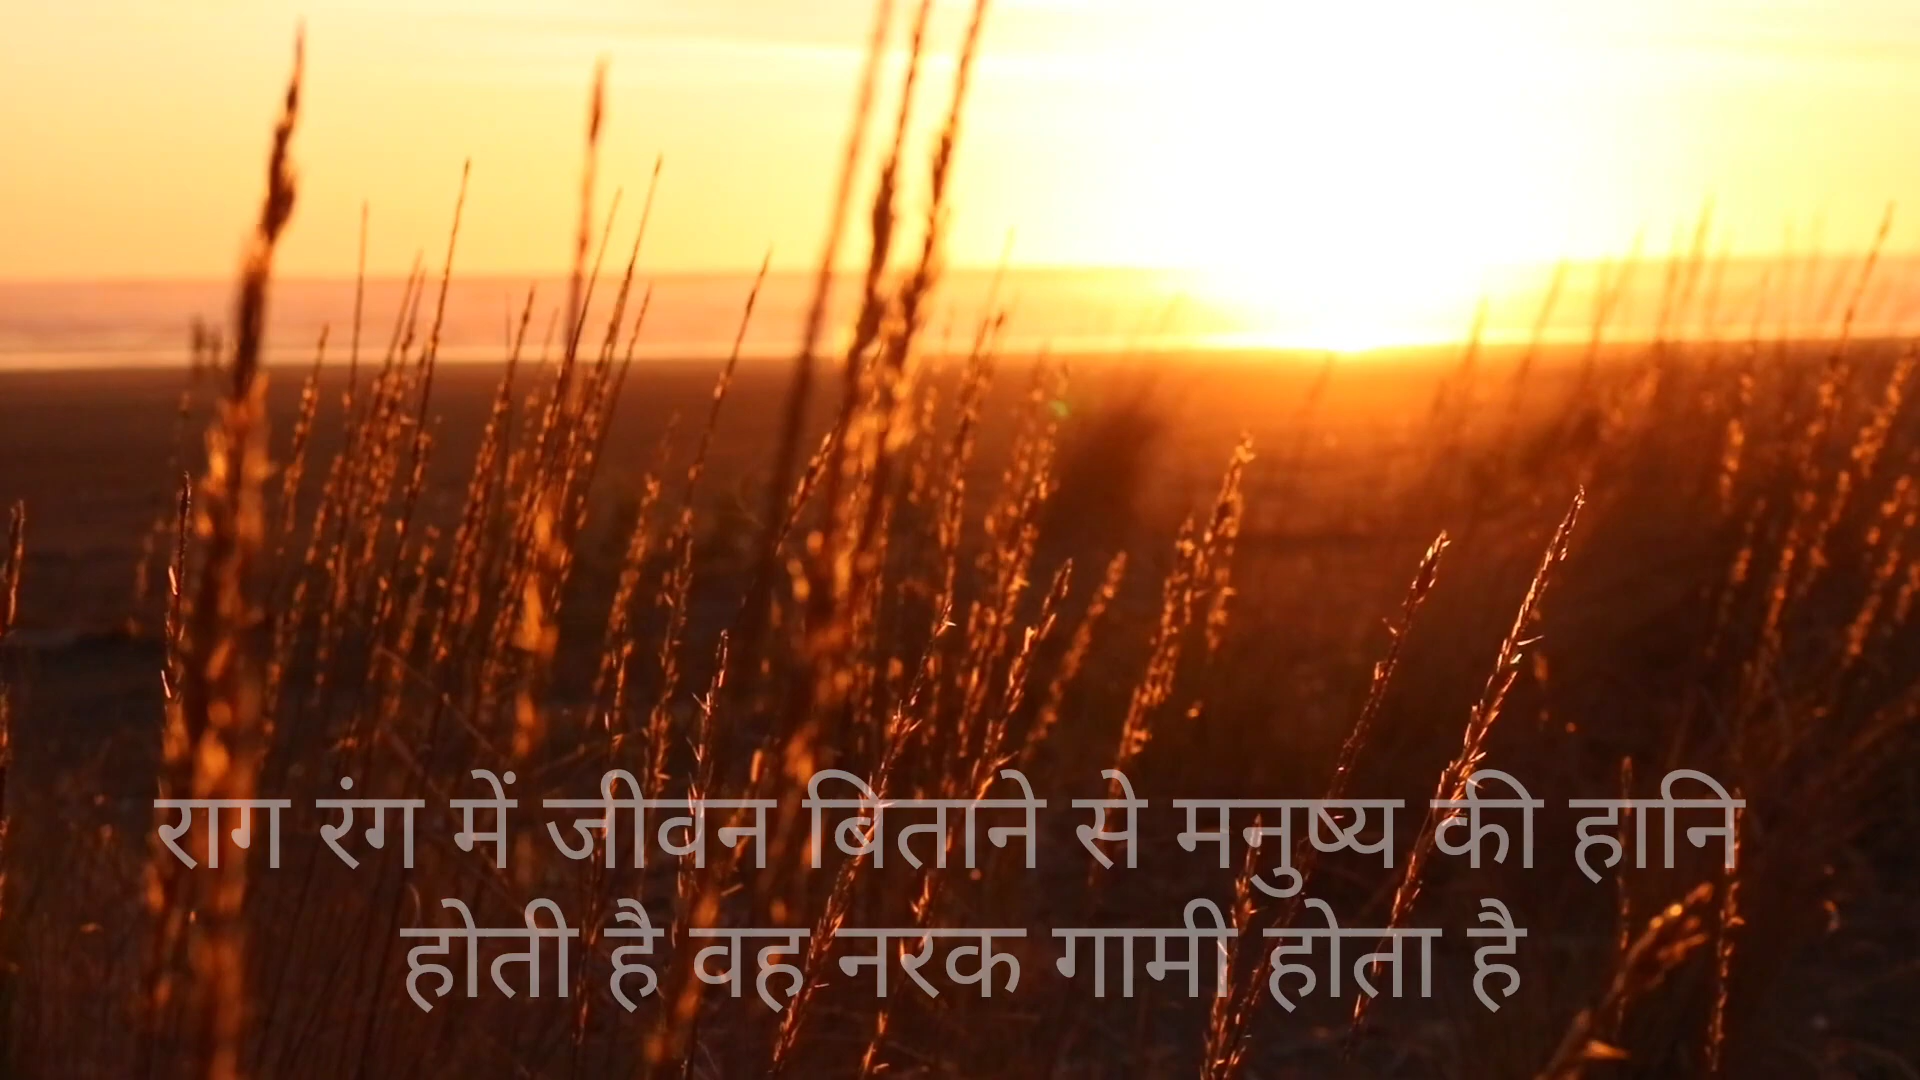 राग रंग में जीवन बिताने से मनुष्य की हानि
होती है वह नरक गामी होता है